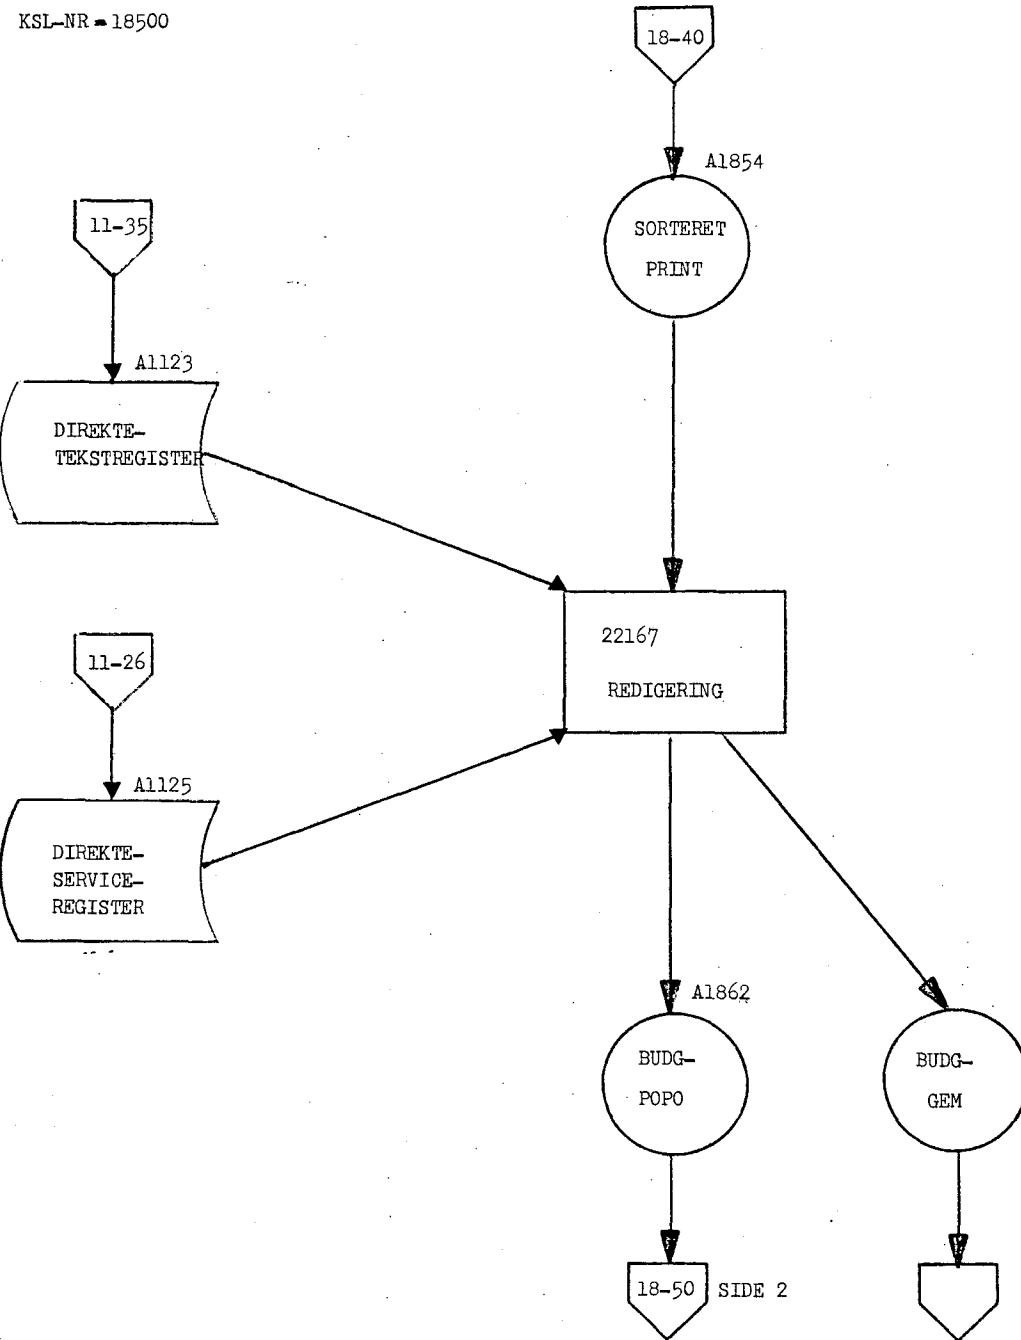 KSL-NR = 18500
18-40
A1854
SORTERET
PRINT
11-35
A1123
DIREKTE-
TEKSTREGISTER
22167
REDIGERING
11-26
A1125
DIREKTE-
SERVICE-
REGISTER
A1862
BUDG-
POPO
BUDG-
GEM
18-50 SIDE 2